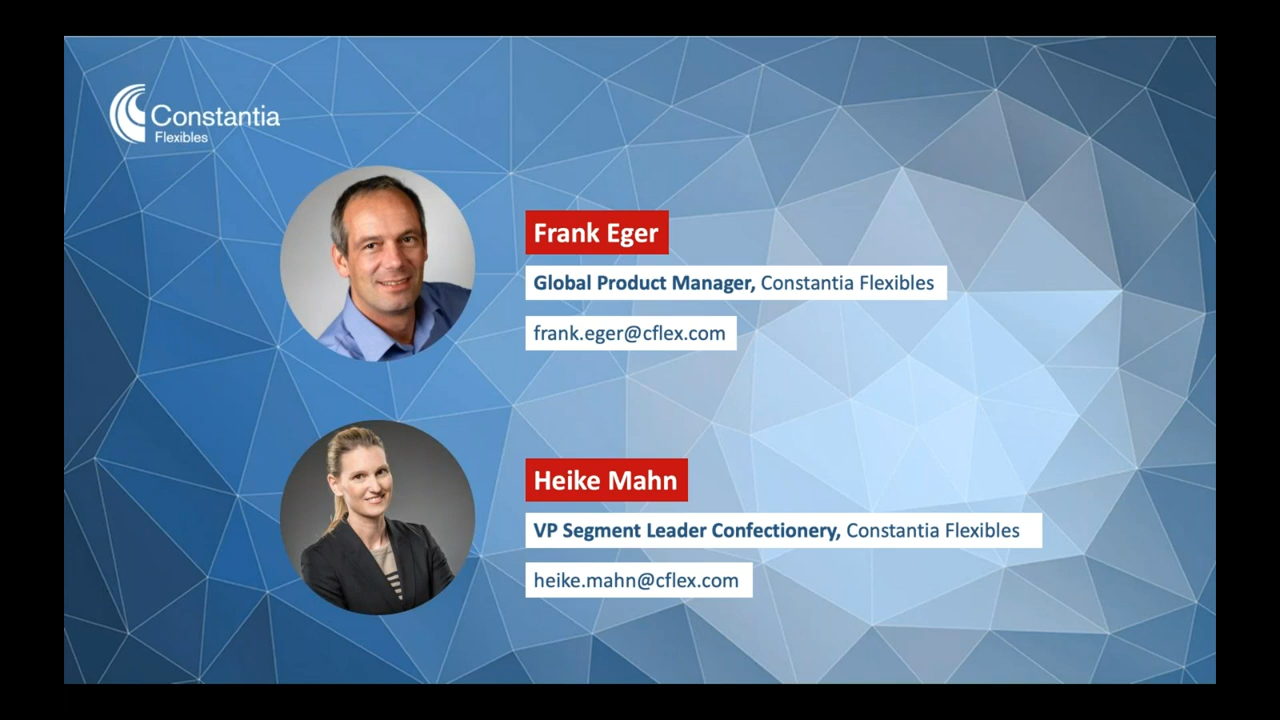 Constantia
Flexibles
Frank Eger
Global Product Manager, Constantia Flexibles
frank.eger@cflex.com
Heike Mahn
VP Segment Leader Confectionery, Constantia Flexibles
heike.mahn@cflex.com